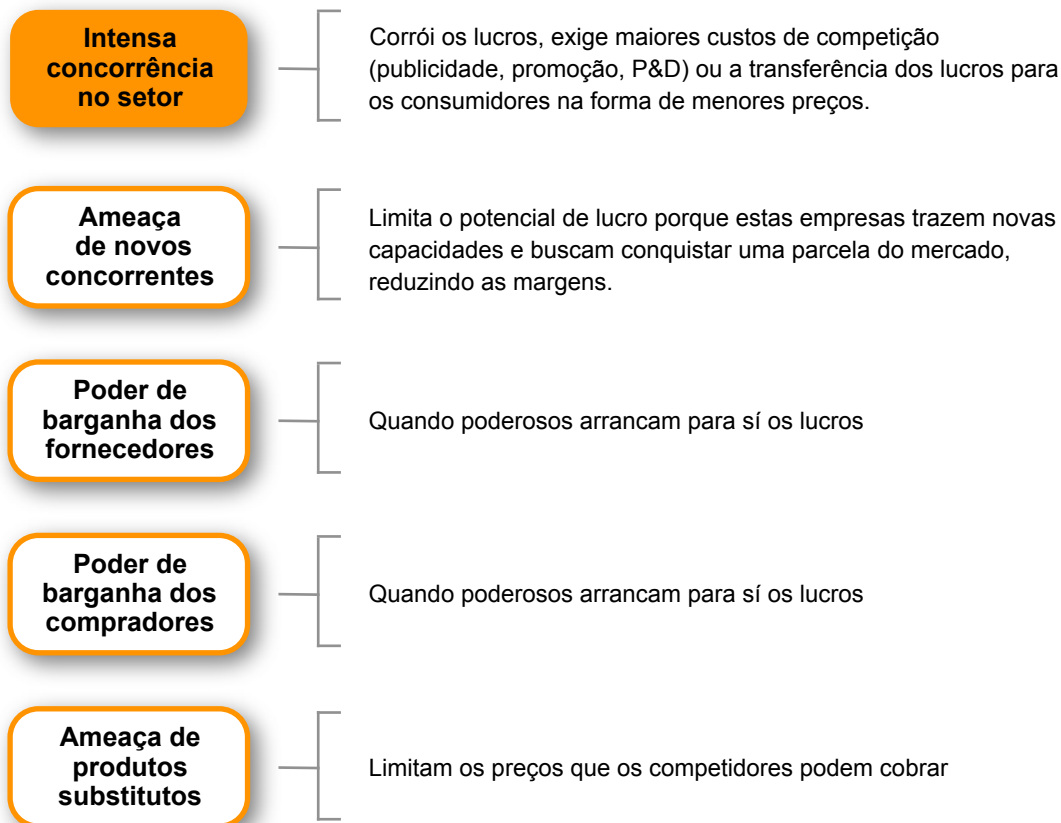 Intensa
concorrência
no setor
Corrói os lucros, exige maiores custos de competição
(publicidade, promoção, P&D) ou a transferência dos lucros para
os consumidores na forma de menores preços.
Ameaça
de novos
concorrentes
Limita o potencial de lucro porque estas empresas trazem novas
capacidades e buscam conquistar uma parcela do mercado,
reduzindo as margens.
Poder de
barganha dos
fornecedores
Quando poderosos arrancam para sí os lucros
Poder de
barganha dos
compradores
Quando poderosos arrancam para sí os lucros
Ameaça de
produtos
substitutos
Limitam os preços que os competidores podem cobrar